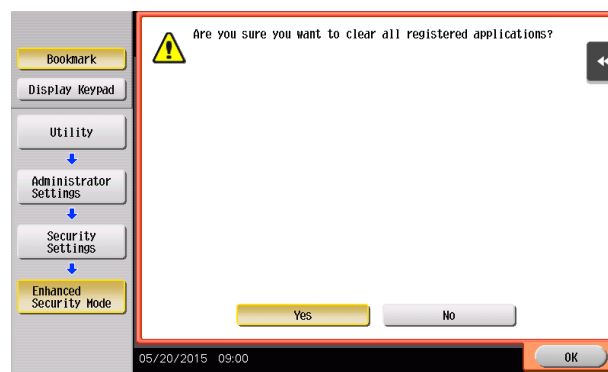 Are you sure you want to clear all registered applications?
Bookmark
Display Keypad
Utility
Administrator
Settings
Security
Settings
Enhanced
Security Mode
Yes
No
05/20/2015 09:00
OK